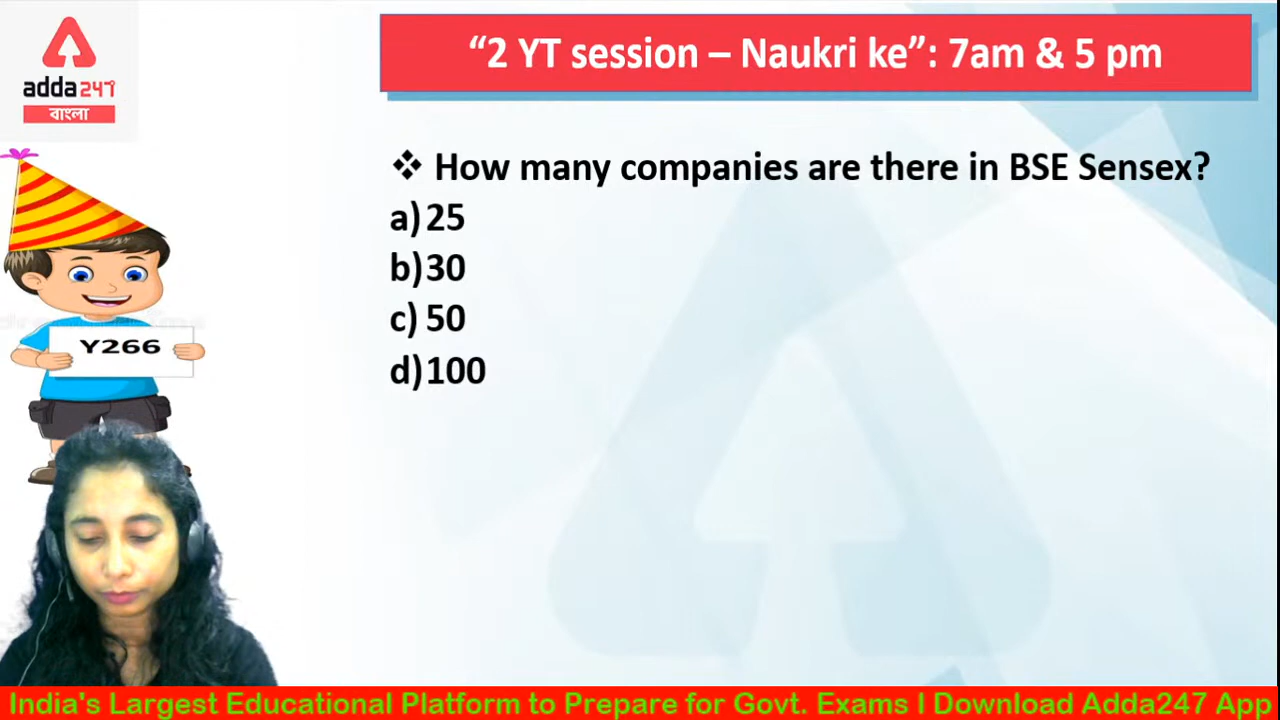 adda247
বাংলা
“2 YT session – Naukri ke”: 7am & 5 pm
❖ How many companies are there in BSE Sensex?
a) 25
b) 30
c) 50
d) 100
Y266
India's Largest Educational Platform to Prepare for Govt. Exams I Download Adda247 App